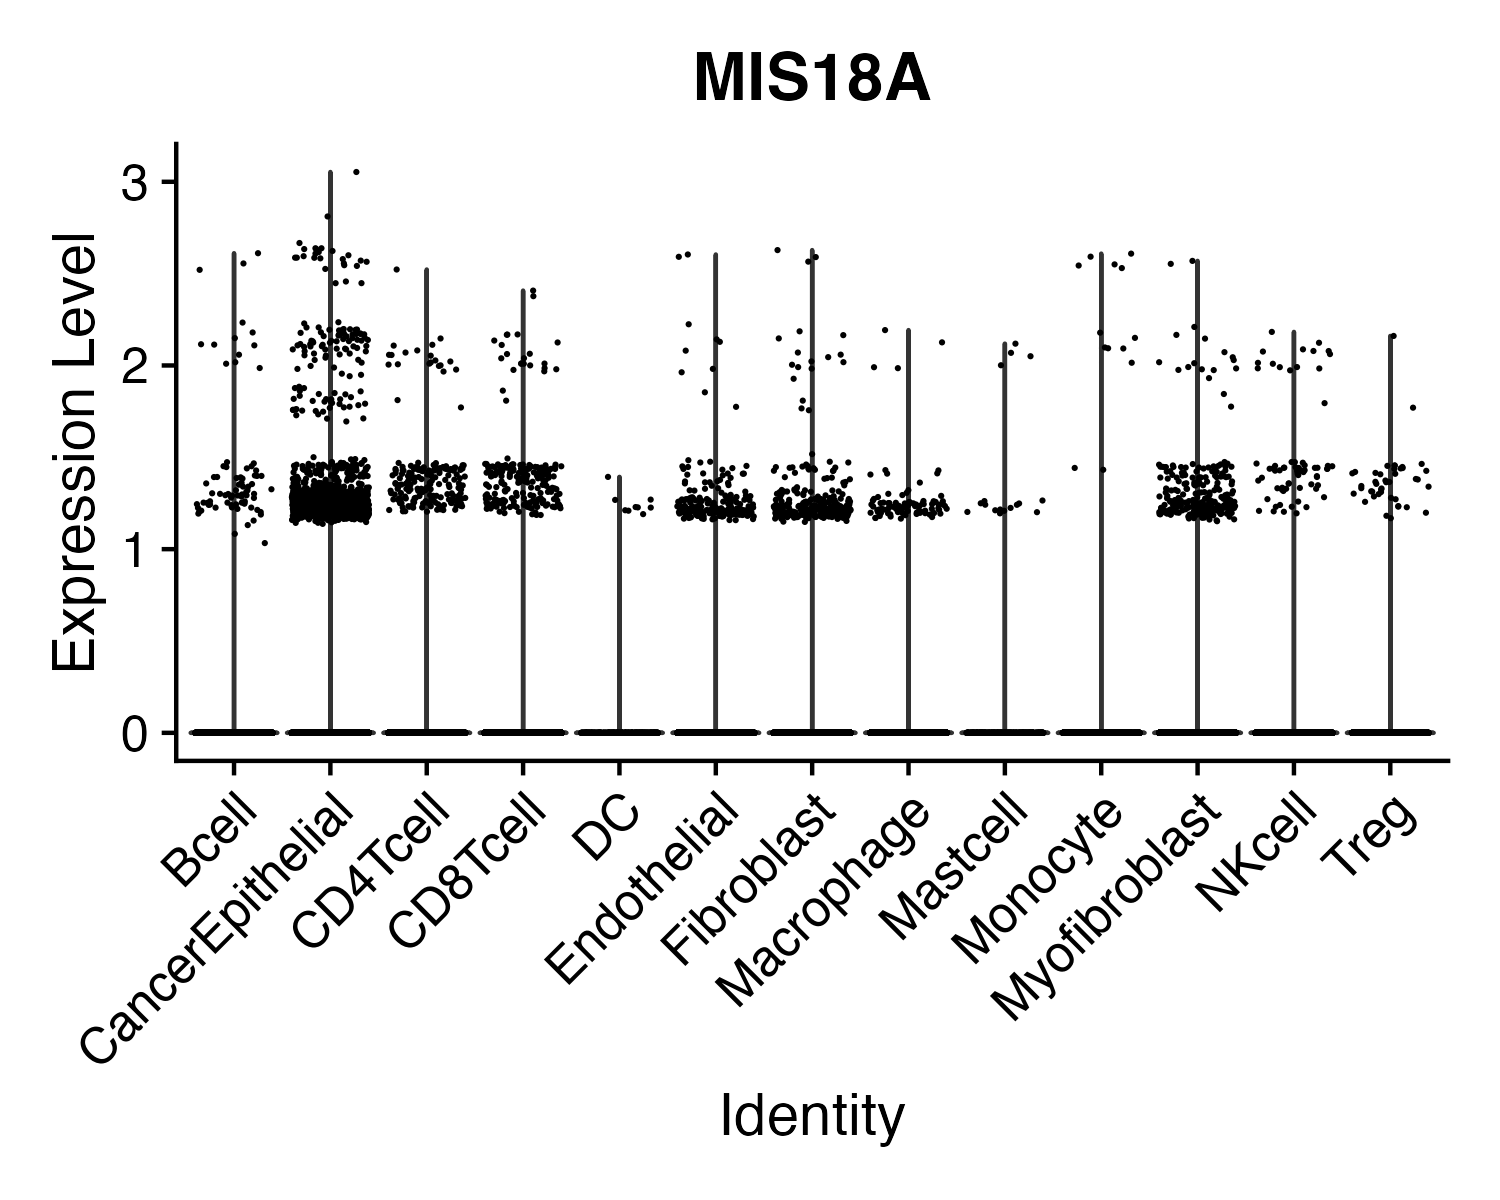 MIS18A
Expression Level
3
2
1
0
Bcell
CancerEpithelial
CD4Tcell
CD8Tcell
DC
Endothelial
Fibroblast
Macrophage
Mastcell
Monocyte
Myofibroblast
NKcell
Treg
Identity